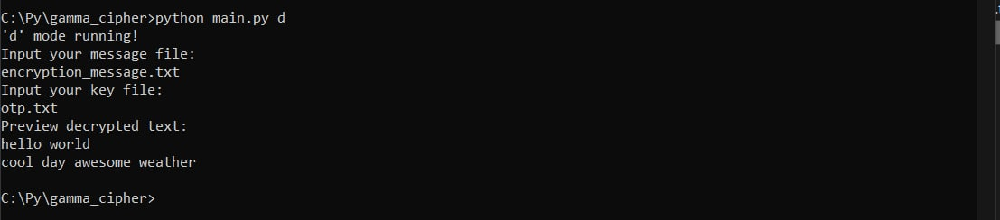 C:\Py\gamma_cipher>python main.py d
'd' mode running!
Input your message file:
encryption_message.txt
Input your key file:
otp.txt
Preview decrypted text:
hello world
cool day awesome weather
C:\Py\gamma_cipher>